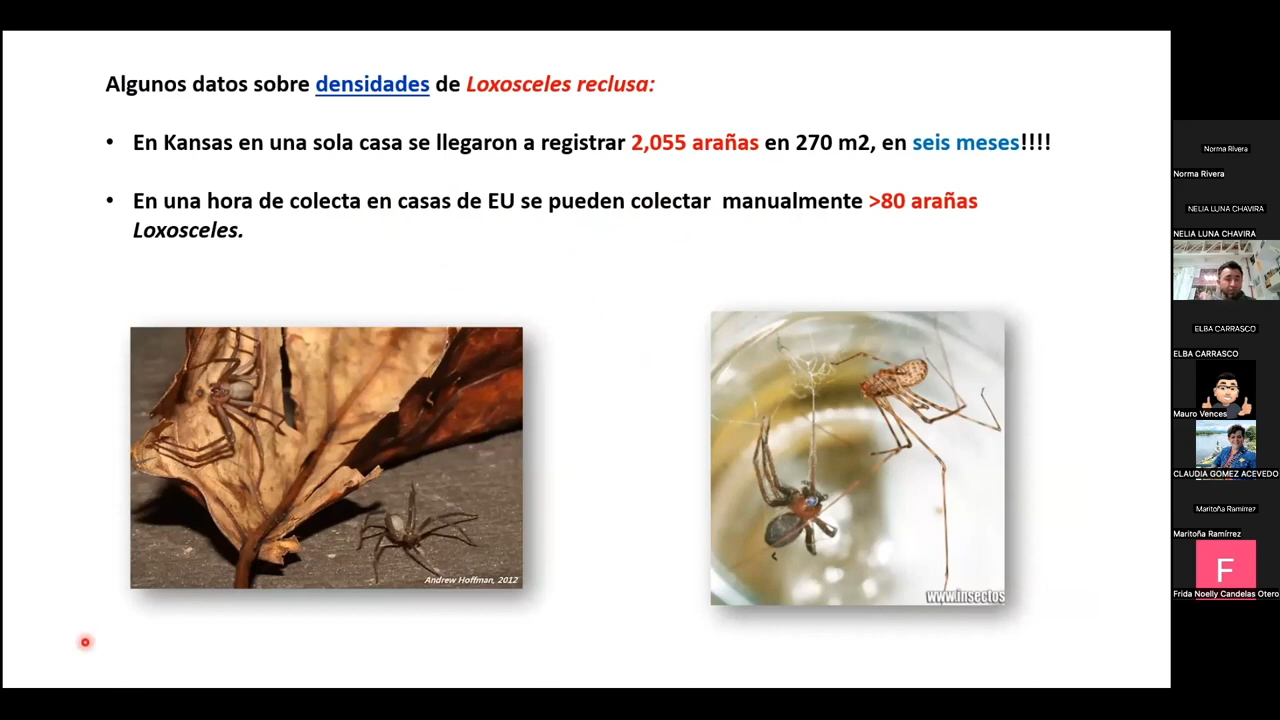 Algunos datos sobre densidades de Loxosceles reclusa:
• En Kansas en una sola casa se llegaron a registrar 2,055 arañas en 270 m2, en seis meses!!!!
• En una hora de colecta en casas de EU se pueden colectar manualmente >80 arañas
Loxosceles.
Andrew Hoffman, 2012
www.insectos
Norma Rivera
Norma Rivera
NELIA LUNA CHAVIRA
NELIA LUNA CHAVIRA
ELBA CARRASCO
ELBA CARRASCO
Mauro Vences
CLAUDIA GOMEZ ACEVEDO
Maritoña Ramírrez
Maritoña Ramírrez
F
Frida Noelly Candelas Otero